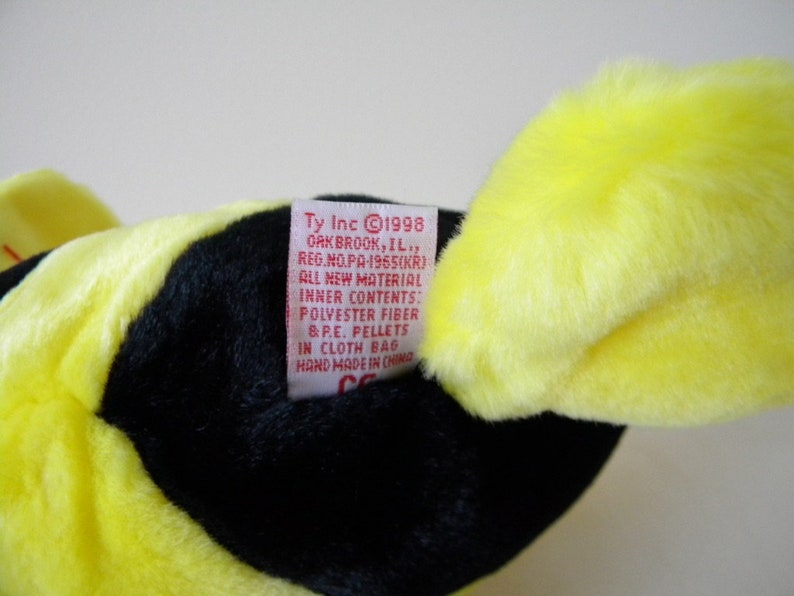 Ty Inc ©1998
OAKBROOK, IL.,
REG.NO.PA-1965(KR)
ALL NEW MATERIAL
INNER CONTENTS:
POLYESTER FIBER
& P.E. PELLETS
IN CLOTH BAG
HAND MADE IN CHINA
CE